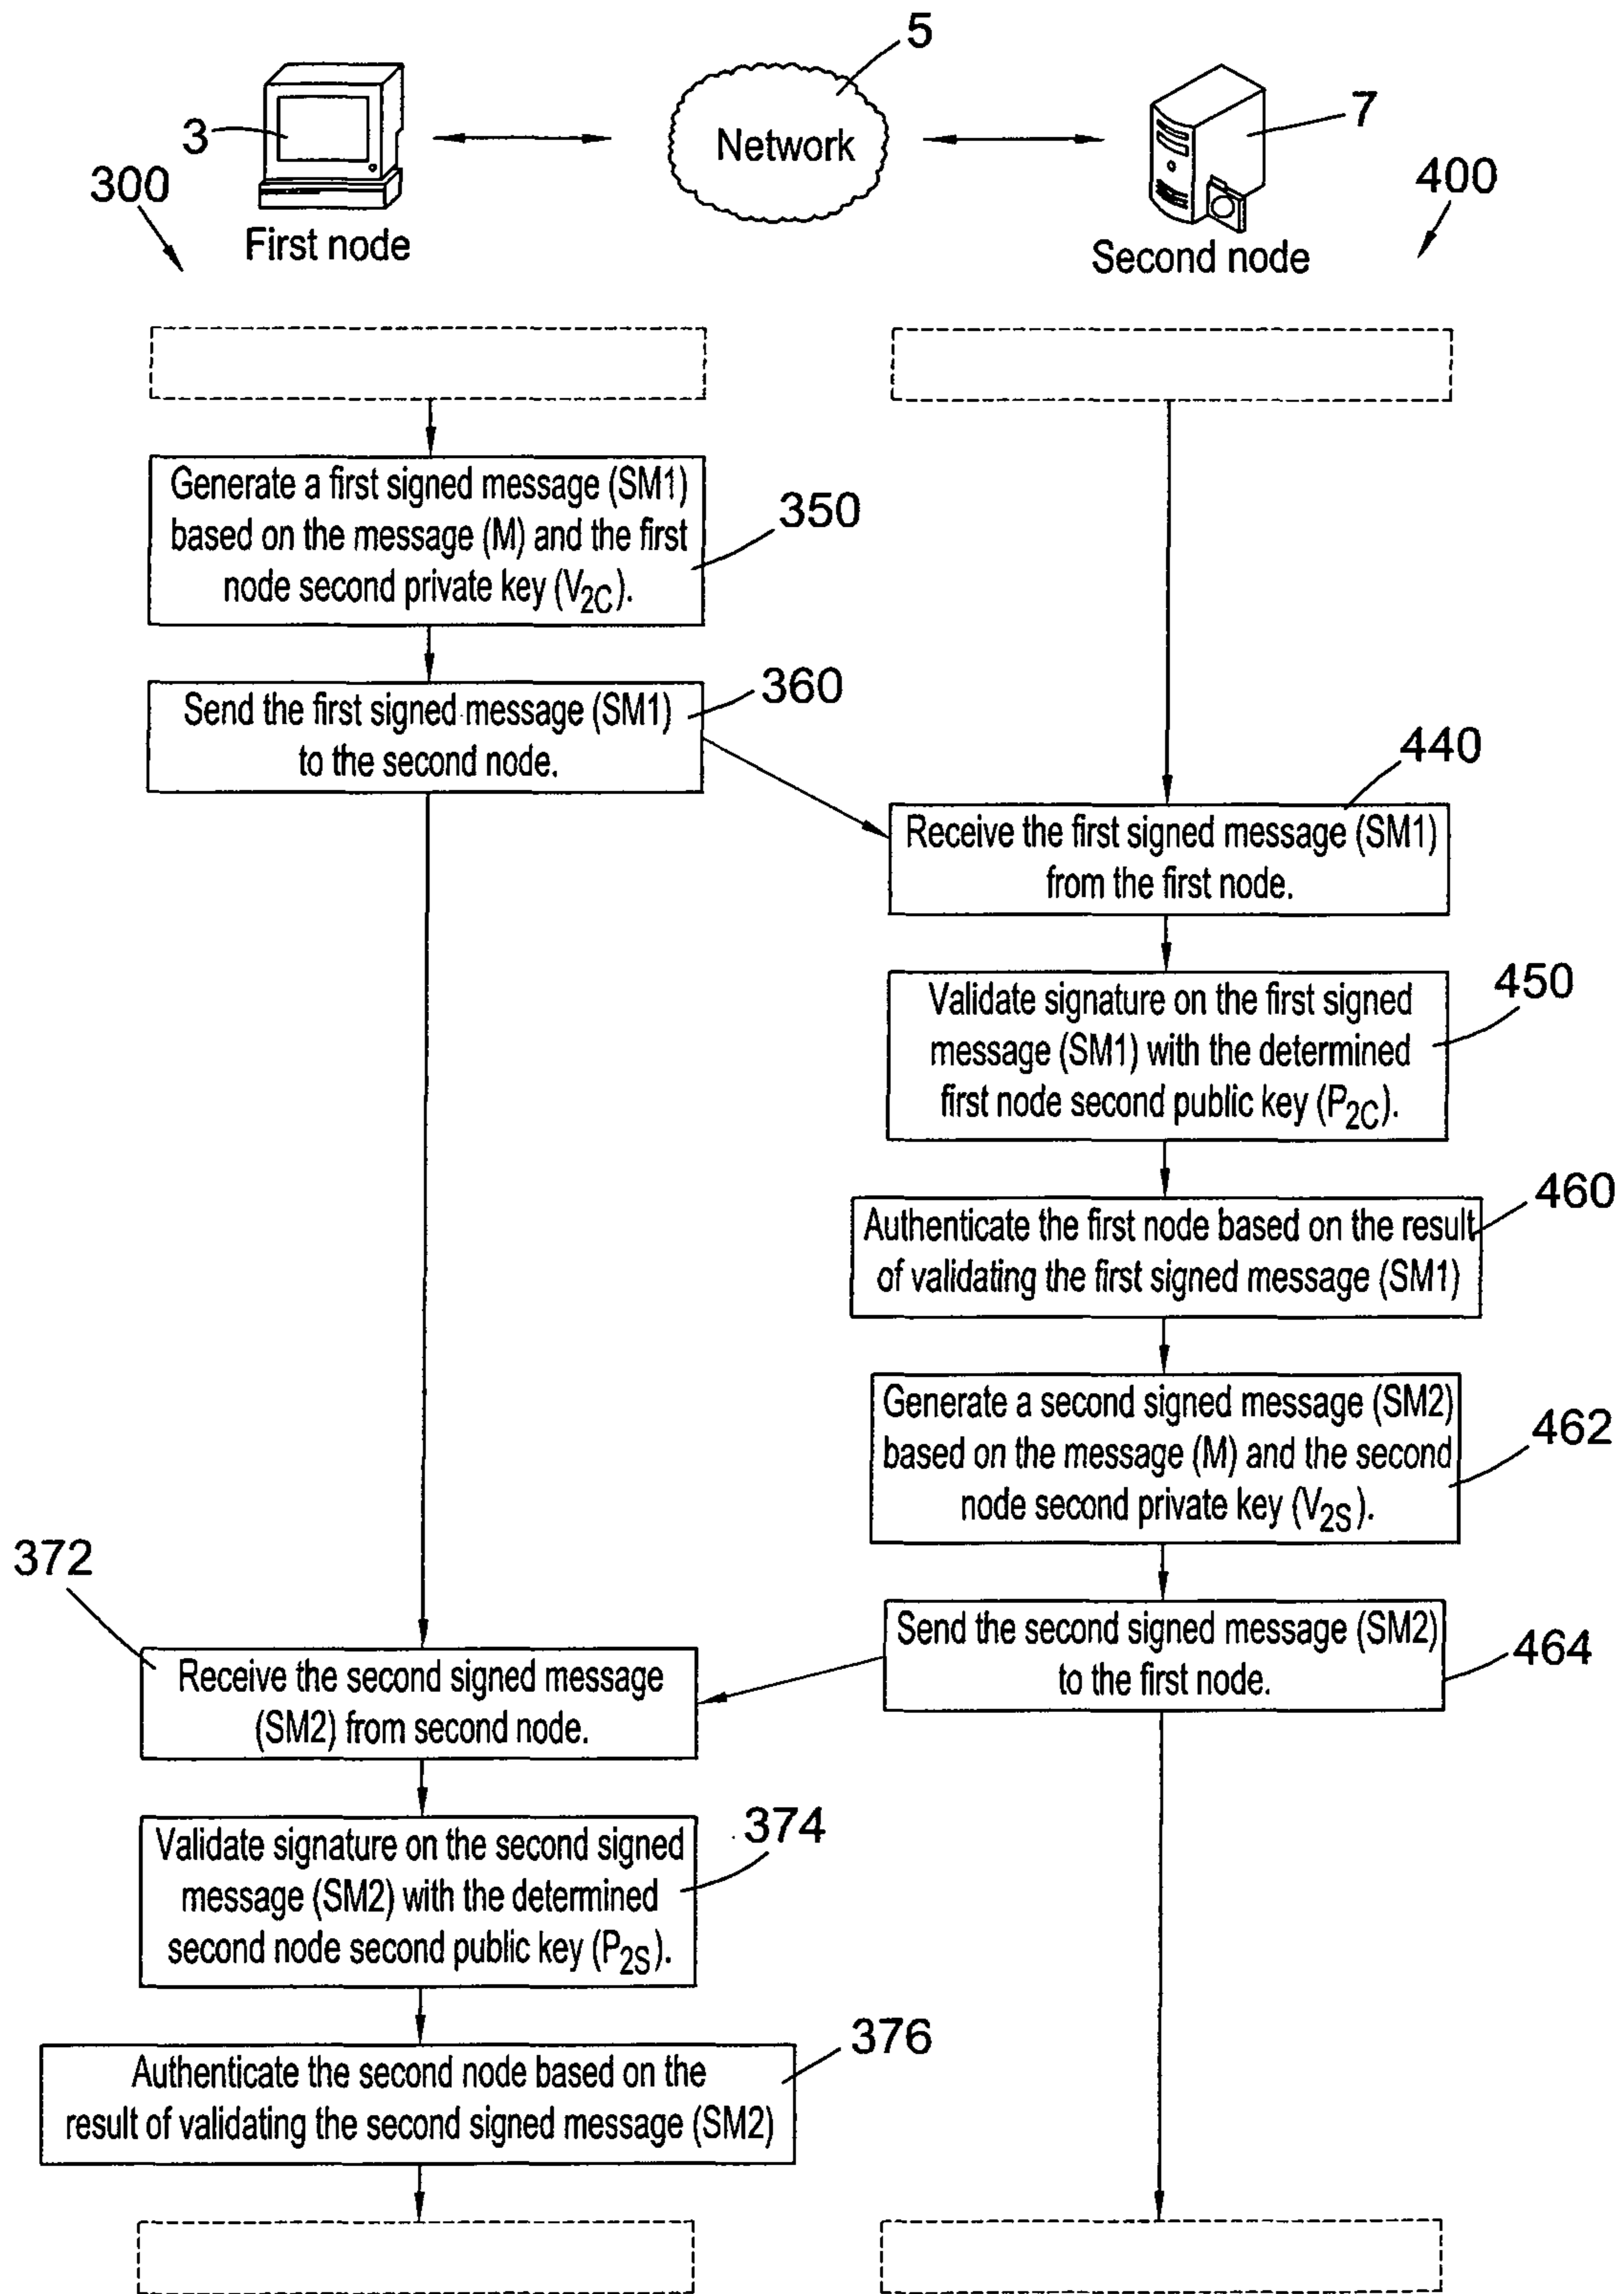 5
3
Network
7
300
400
First node
Second node
Generate a first signed message (SM1)
based on the message (M) and the first
node second private key (V2C).
350
Send the first signed message (SM1)
to the second node.
360
440
Receive the first signed message (SM1)
from the first node.
Validate signature on the first signed
message (SM1) with the determined
first node second public key (P2C).
450
460
Authenticate the first node based on the result
of validating the first signed message (SM1)
Generate a second signed message (SM2)
based on the message (M) and the second
node second private key (V2S).
462
Send the second signed message (SM2)
to the first node.
464
372
Receive the second signed message
(SM2) from second node.
Validate signature on the second signed
message (SM2) with the determined
second node second public key (P2S).
374
376
Authenticate the second node based on the
result of validating the second signed message (SM2)